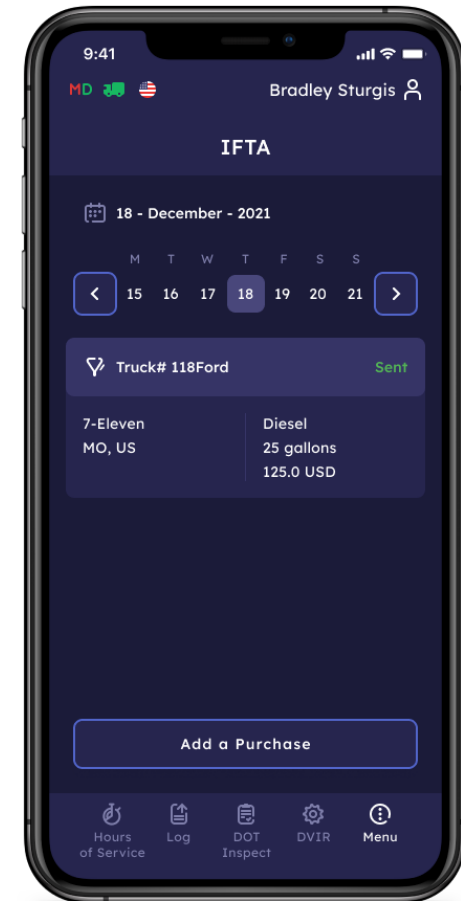 9:41
MD
Bradley Sturgis
IFTA
18 - December - 2021
M T W T F S S
15 16 17 18 19 20 21
Truck# 118Ford Sent
7-Eleven
MO, US
Diesel
25 gallons
125.0 USD
Add a Purchase
Hours
of Service
Log
DOT
Inspect
DVIR
Menu